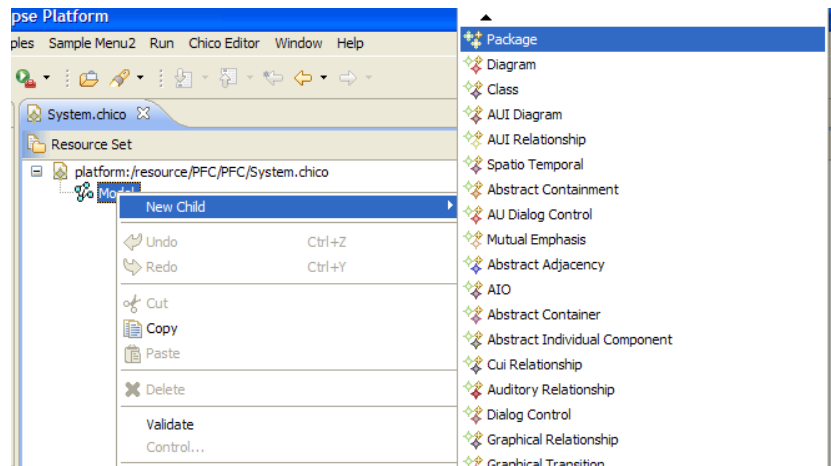 pse Platform
ples Sample Menu2 Run Chico Editor Window Help
System.chico
Resource Set
platform:/resource/PFC/PFC/System.chico
Model
New Child
Undo Ctrl+Z
Redo Ctrl+Y
Cut
Copy
Paste
Delete
Validate
Control...
Package
Diagram
Class
AUI Diagram
AUI Relationship
Spatio Temporal
Abstract Containment
AU Dialog Control
Mutual Emphasis
Abstract Adjacency
AIO
Abstract Container
Abstract Individual Component
Cui Relationship
Auditory Relationship
Dialog Control
Graphical Relationship
Graphical Transition